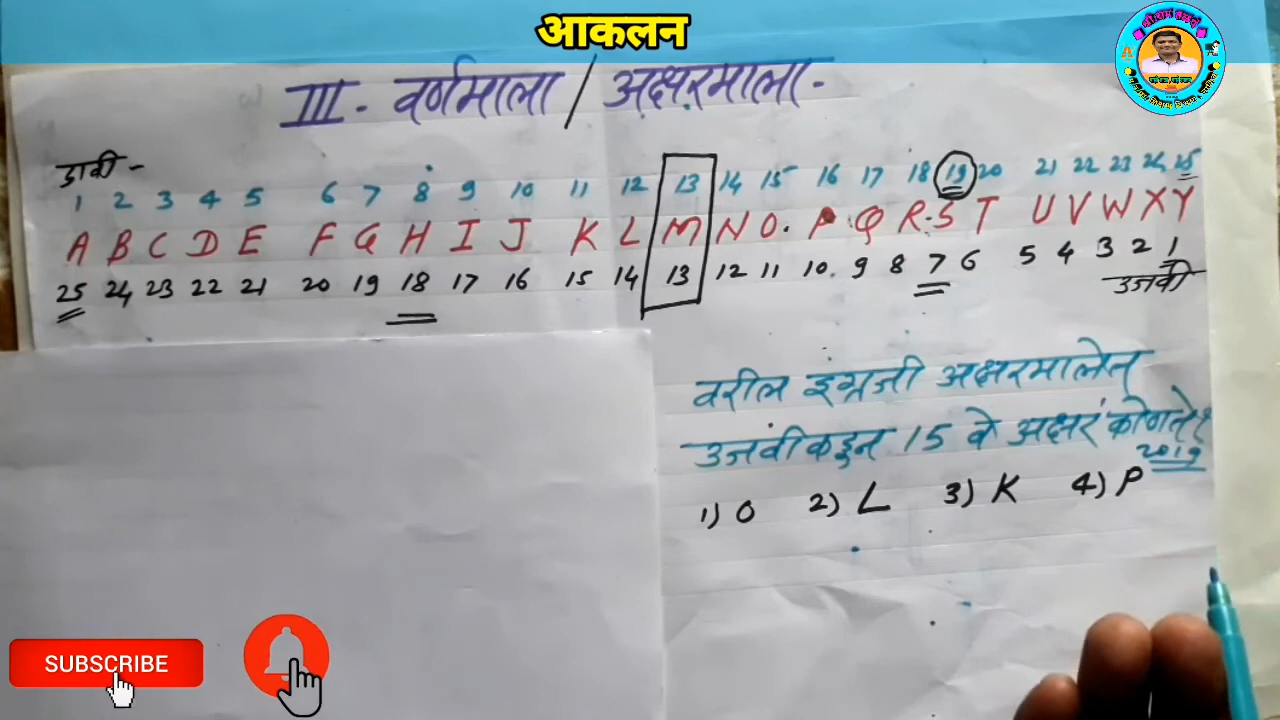 आकलन
III - वर्णमाला / अक्षरमाला -
डावी -
1 2 3 4 5 6 7 8 9 10 11 12 13 14 15 16 17 18 19 20 21 22 23 24 25
A B C D E F G H I J K L M N O. P Q R. S T U V W X Y
25 24 23 22 21 20 19 18 17 16 15 14 13 12 11 10 9 8 7 6 5 4 3 2 1
उजवी
वरील इंग्रजी अक्षरमालेत
उजवीकडून 15 वे अक्षर कोणते?
2019
1) O 2) L 3) K 4) P
SUBSCRIBE